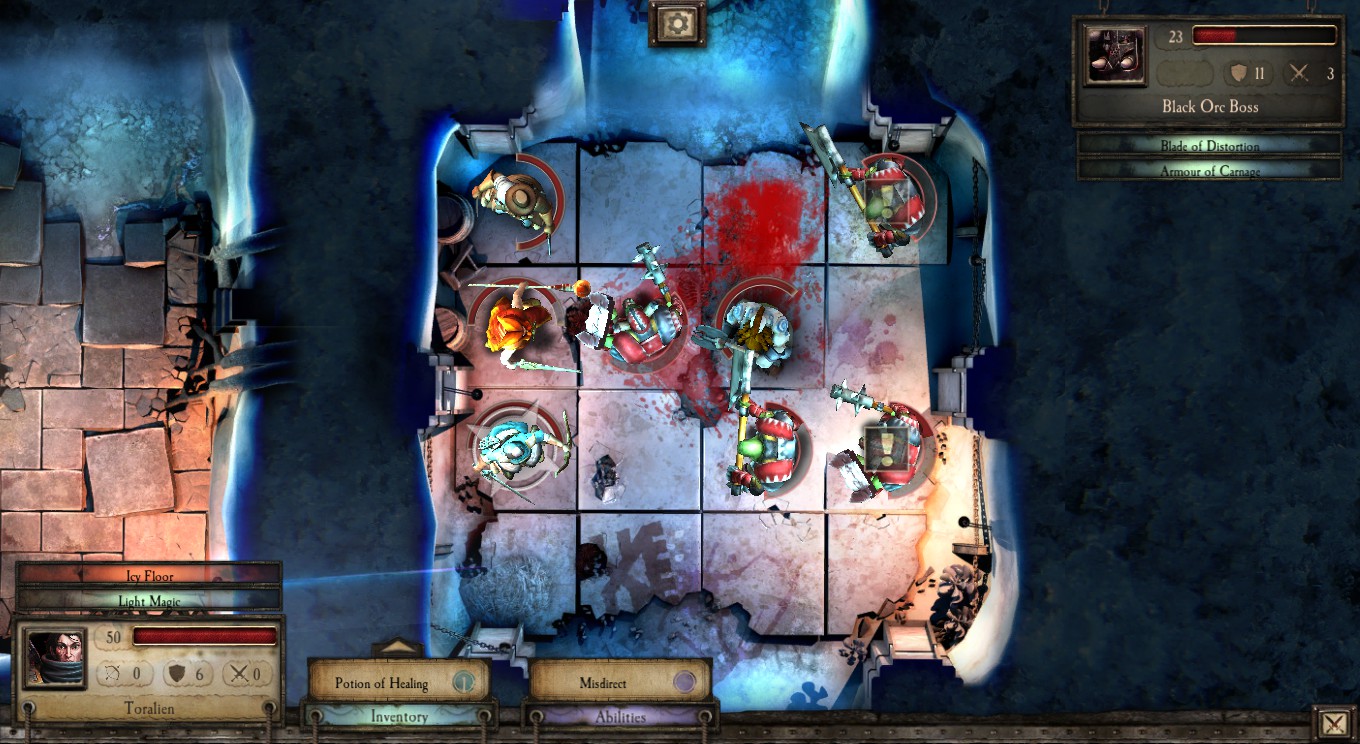 23
11
3
Black Orc Boss
Blade of Distortion
Armour of Carnage
Icy Floor
Light Magic
50
0
6
0
Toralien
Potion of Healing
1
Inventory
Misdirect
Abilities